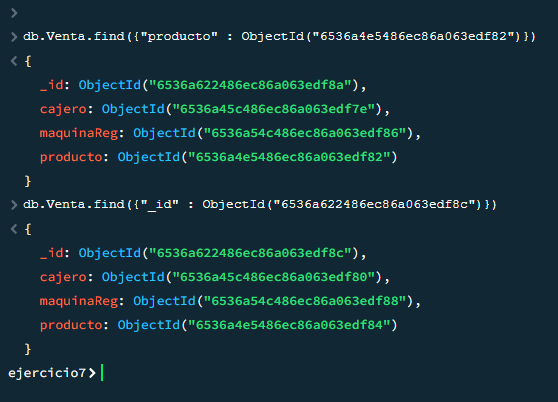 >
> db.Venta.find({"producto" : ObjectId("6536a4e5486ec86a063edf82")})
< {
_id: ObjectId("6536a622486ec86a063edf8a"),
cajero: ObjectId("6536a45c486ec86a063edf7e"),
maquinaReg: ObjectId("6536a54c486ec86a063edf86"),
producto: ObjectId("6536a4e5486ec86a063edf82")
}
> db.Venta.find({"_id" : ObjectId("6536a622486ec86a063edf8c")})
< {
_id: ObjectId("6536a622486ec86a063edf8c"),
cajero: ObjectId("6536a45c486ec86a063edf80"),
maquinaReg: ObjectId("6536a54c486ec86a063edf88"),
producto: ObjectId("6536a4e5486ec86a063edf84")
}
ejercicio7>